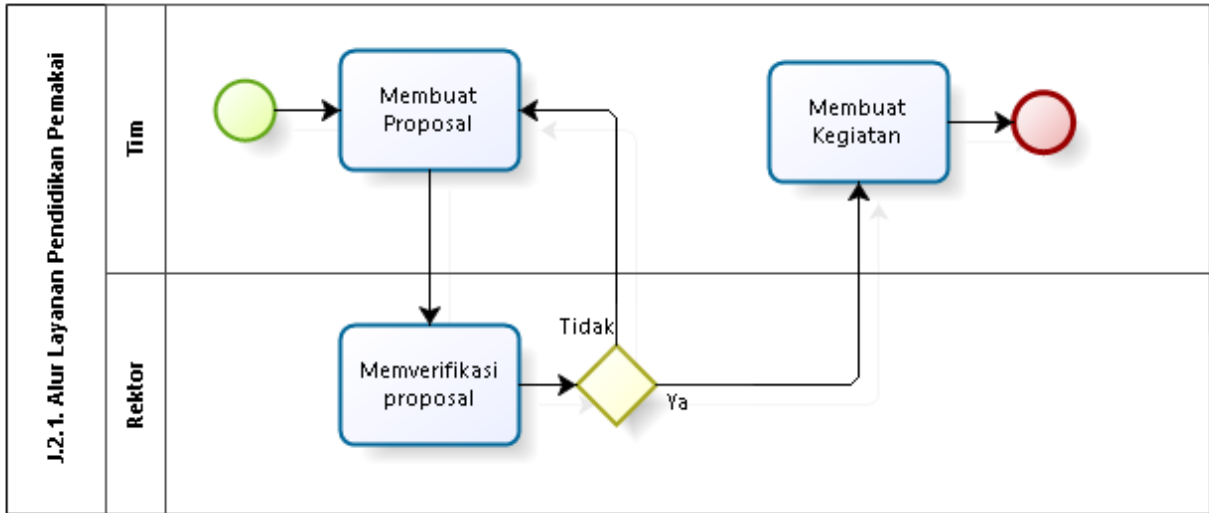 J.2.1. Alur Layanan Pendidikan Pemakai
Tim
Membuat
Proposal
Membuat
Kegiatan
Rektor
Memverifikasi
proposal
Tidak
Ya